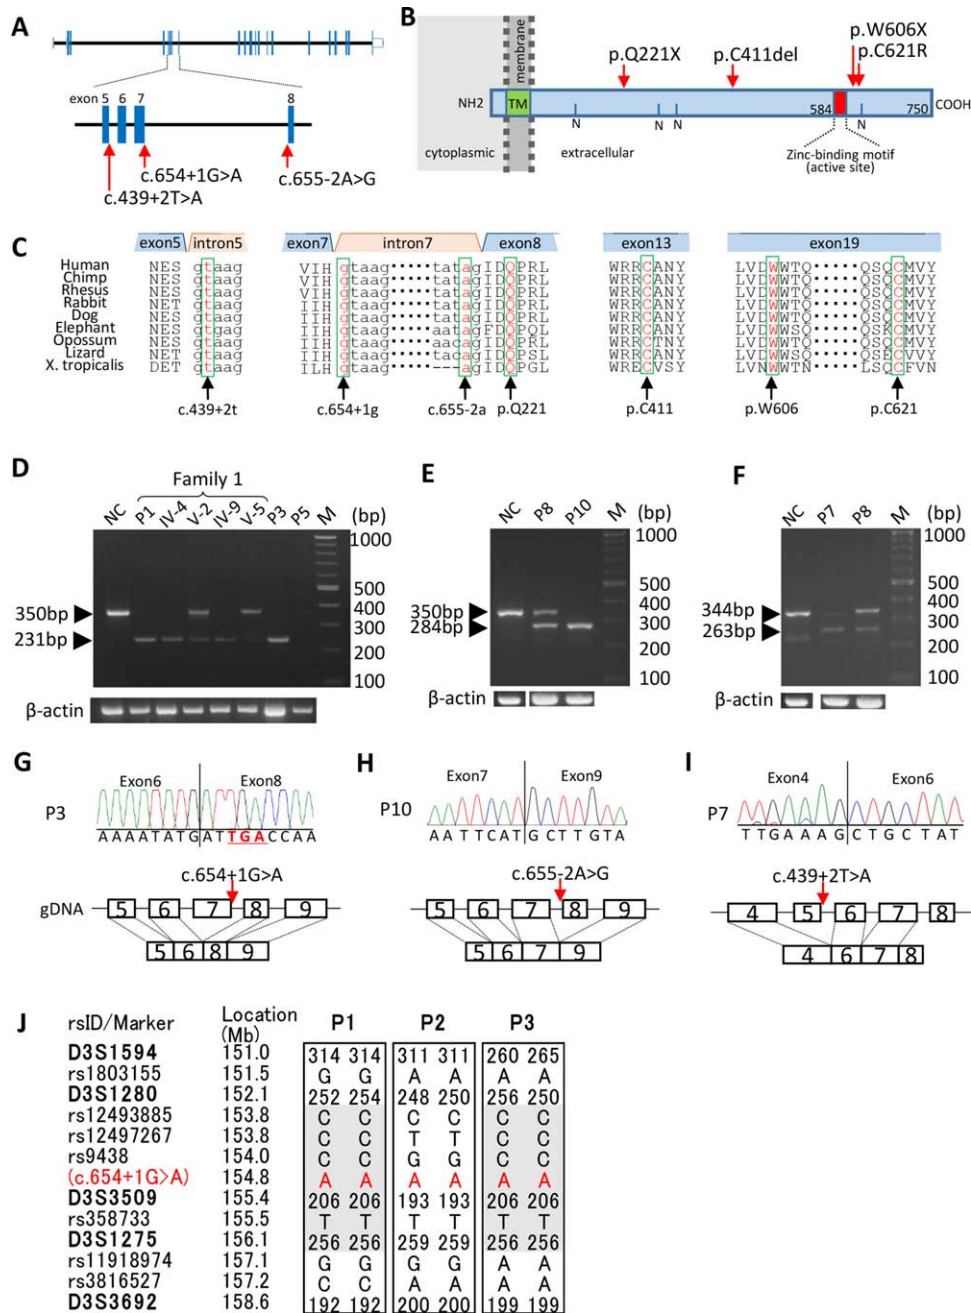 A
exon 5 6 7 8
c.654+1G>A
c.655-2A>G
c.439+2T>A
B
membrane
p.Q221X
p.C411del
p.W606X
p.C621R
NH2
TM
584
750
COOH
N
N
N
N
cytoplasmic
extracellular
Zinc-binding motif
(active site)
C
exon5 intron5 exon7 intron7 exon8 exon13 exon19
Human
Chimp
Rhesus
Rabbit
Dog
Elephant
Opossum
Lizard
X. tropicalis
NES gtaag VIH gtaag tatagIDQPRL WRRCANY LVDWWTQ QSQCMVY
c.439+2t c.654+1g c.655-2a p.Q221 p.C411 p.W606 p.C621
D
Family 1
NC P1 IV-4 V-2 IV-9 V-5 P3 P5 M (bp)
1000
500
400
350bp
300
231bp
200
100
β-actin
E
NC P8 P10 M (bp)
1000
500
400
350bp
300
284bp
200
100
β-actin
F
NC P7 P8 M (bp)
1000
500
400
344bp
300
263bp
200
100
β-actin
G
Exon6 Exon8
P3
AAAATATGATTGACCAA
c.654+1G>A
gDNA
5 6 7 8 9
5 6 8 9
H
Exon7 Exon9
P10
AATTCATGCTTGTA
c.655-2A>G
5 6 7 8 9
5 6 7 9
I
Exon4 Exon6
P7
TTGAAAGCTGCTAT
c.439+2T>A
4 5 6 7 8
4 6 7 8
J
rsID/Marker Location (Mb) P1 P2 P3
D3S1594 151.0 314 314 311 311 260 265
rs1803155 151.5 G G A A A A
D3S1280 152.1 252 254 248 250 256 250
rs12493885 153.8 C C C C C C
rs12497267 153.8 C C T T C C
rs9438 154.0 C C G G C C
(c.654+1G>A) 154.8 A A A A A A
D3S3509 155.4 206 206 193 193 206 206
rs358733 155.5 T T T T T T
D3S1275 156.1 256 256 259 259 256 256
rs11918974 157.1 G G G G A A
rs3816527 157.2 C C A A A A
D3S3692 158.6 192 192 200 200 199 199